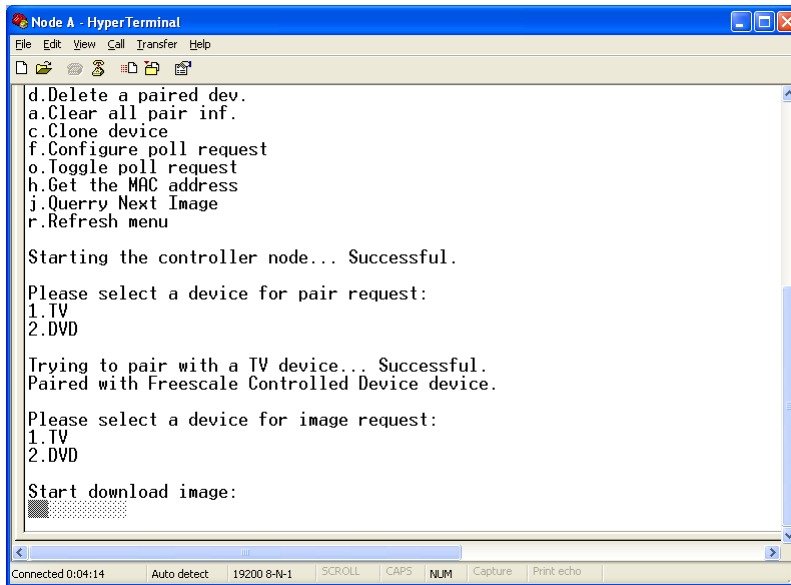 Node A - HyperTerminal
File Edit View Call Transfer Help
d.Delete a paired dev.
a.Clear all pair inf.
c.Clone device
f.Configure poll request
o.Toggle poll request
h.Get the MAC address
j.Querry Next Image
r.Refresh menu
Starting the controller node... Successful.
Please select a device for pair request:
1.TV
2.DVD
Trying to pair with a TV device... Successful.
Paired with Freescale Controlled Device device.
Please select a device for image request:
1.TV
2.DVD
Start download image:
Connected 0:04:14 Auto detect 19200 8-N-1 SCROLL CAPS NUM Capture Print echo